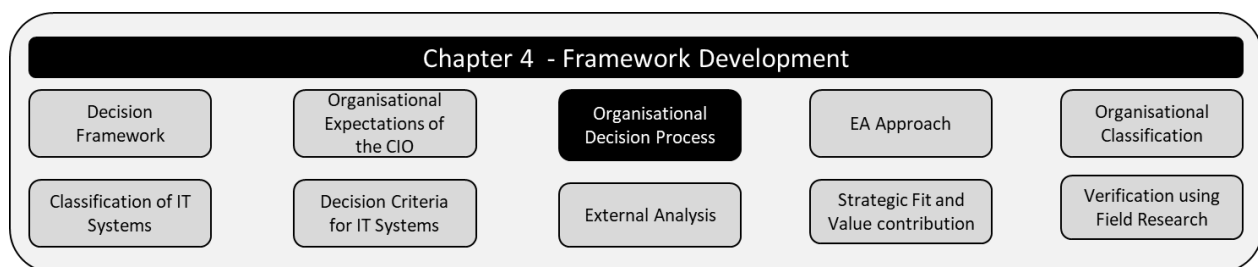 Chapter 4  - Framework Development
Decision
Framework
Organisational
Expectations of
the CIO
Organisational
Decision Process
EA Approach
Organisational
Classification
Classification of IT
Systems
Decision Criteria
for IT Systems
External Analysis
Strategic Fit and
Value contribution
Verification using
Field Research